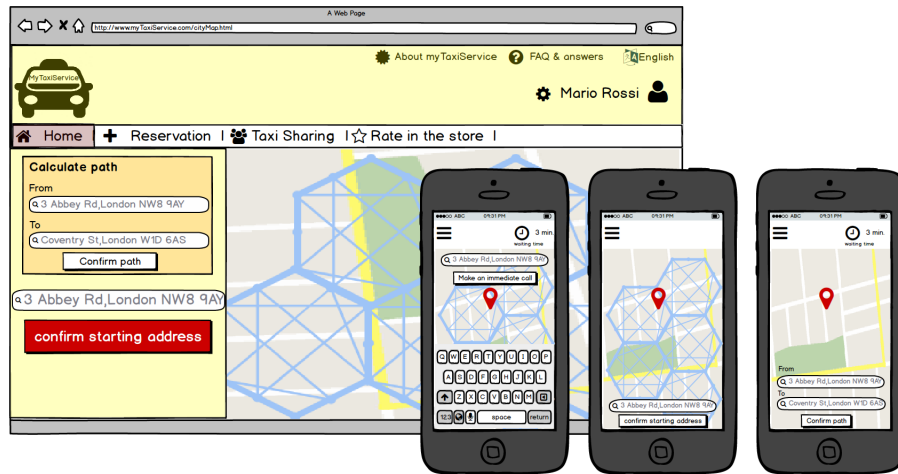 A Web Page
http://www.myTaxiService.com/cityMap.html
About myTaxiService FAQ & answers English
MyTaxiService
Mario Rossi
Home Reservation | Taxi Sharing | Rate in the store |
Calculate path
From
3 Abbey Rd,London NW8 9AY
To
Coventry St,London W1D 6AS
Confirm path
3 Abbey Rd,London NW8 9AY
confirm starting address
ABC 09:31 PM
3 min.
waiting time
3 Abbey Rd,London NW8 9AY
Make an immediate call
Q W E R T Y U I O P
A S D F G H J K L
Z X C V B N M
123 space return
ABC 09:31 PM
3 min.
waiting time
3 Abbey Rd,London NW8 9AY
confirm starting address
ABC 09:31 PM
3 min.
waiting time
From
3 Abbey Rd,London NW8 9AY
To
Coventry St,London W1D 6AS
Confirm path